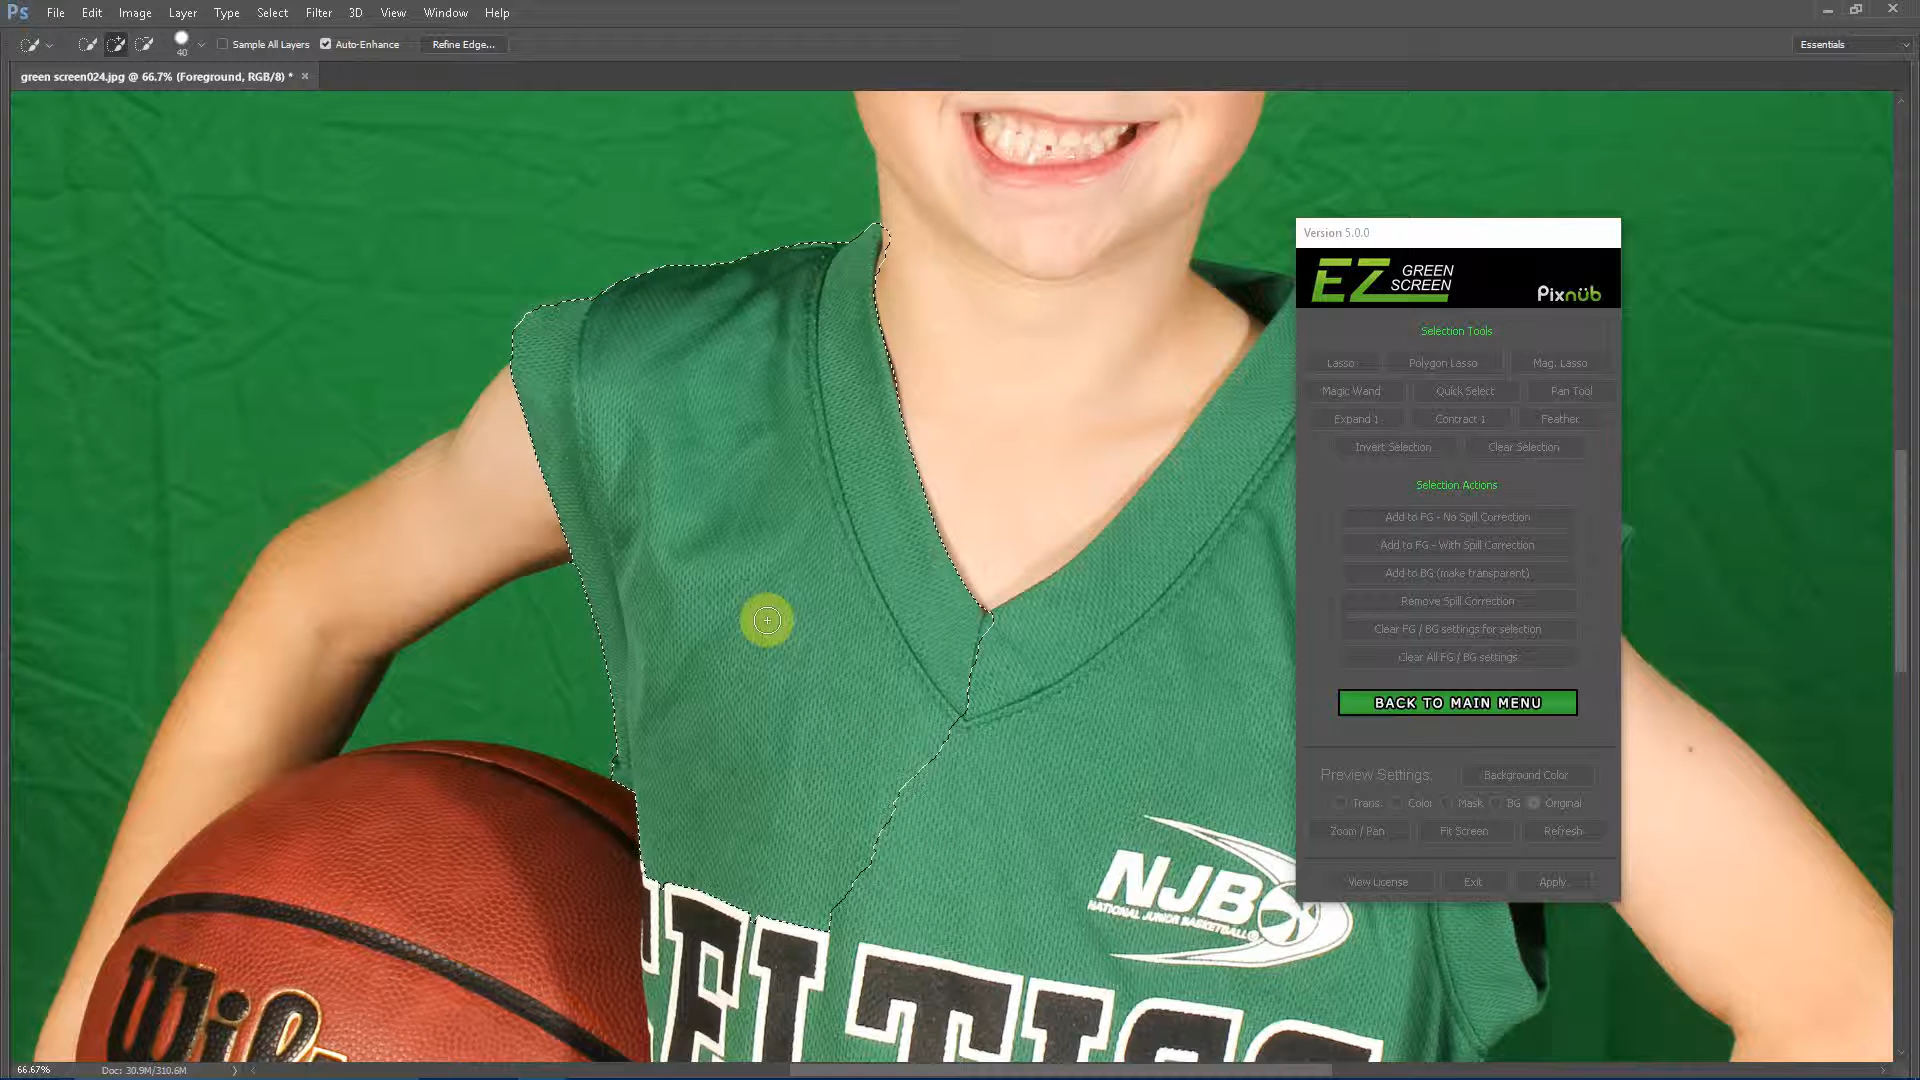 Ps File Edit Image Layer Type Select Filter 3D View Window Help
40 Sample All Layers Auto-Enhance Refine Edge... Essentials
green screen024.jpg @ 66.7% (Foreground, RGB/8) * ×
Version 5.0.0
EZ GREEN SCREEN Pixnüb
Selection Tools
Lasso Polygon Lasso Mag. Lasso
Magic Wand Quick Select Pan Tool
Expand 1 Contract 1 Feather
Invert Selection Clear Selection
Selection Actions
Add to FG - No Spill Correction
Add to FG - With Spill Correction
Add to BG (make transparent)
Remove Spill Correction
Clear FG / BG settings for selection
Clear All FG / BG settings
BACK TO MAIN MENU
Preview Settings: Background Color
Trans. Color Mask BG Original
Zoom / Pan Fit Screen Refresh
View License Exit Apply
NJB
NATIONAL JUNIOR BASKETBALL®
ELTICS
Wil
66.67% Doc: 30.9M/310.6M